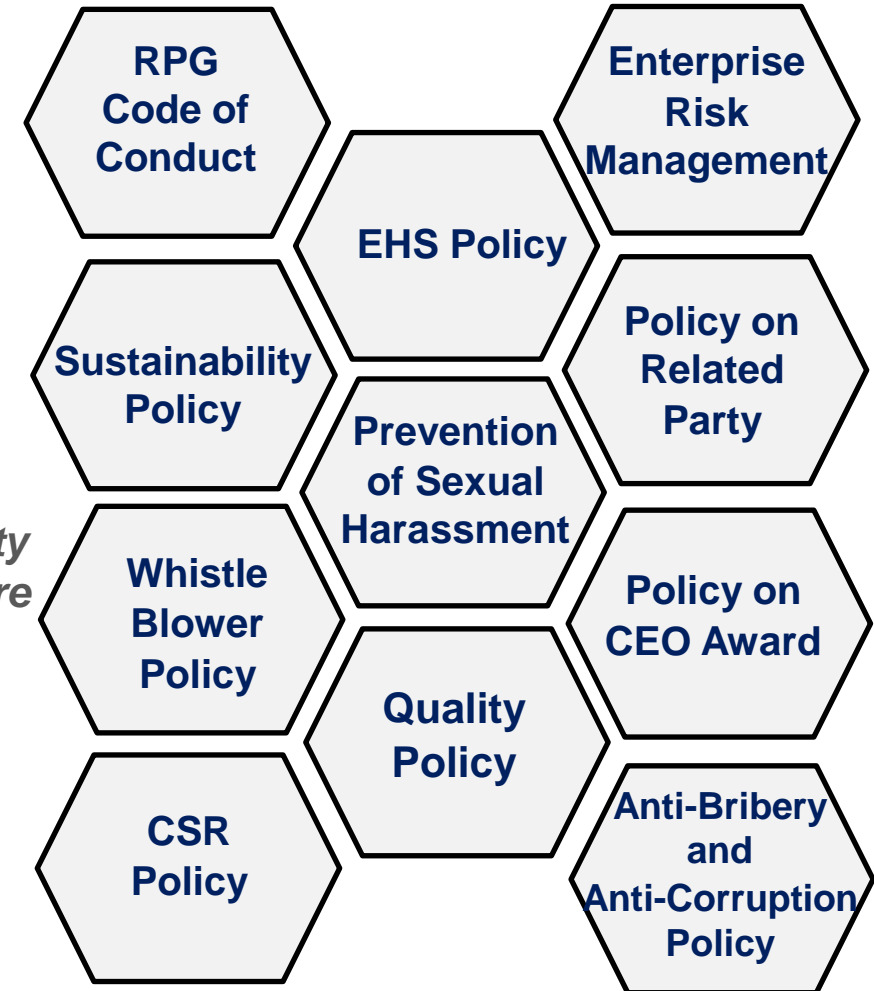 RPG
Code of
Conduct
Enterprise
Risk
Management
EHS Policy
Sustainability
Policy
Policy on
Related
Party
Prevention
of Sexual
Harassment
Whistle
Blower
Policy
Policy on
CEO Award
Quality
Policy
CSR
Policy
Anti-Bribery
and
Anti-Corruption
Policy